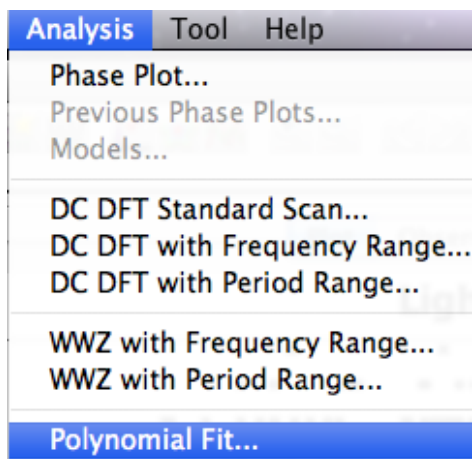 Analysis Tool Help
Phase Plot...
Previous Phase Plots...
Models...
DC DFT Standard Scan...
DC DFT with Frequency Range...
DC DFT with Period Range...
WWZ with Frequency Range...
WWZ with Period Range...
Polynomial Fit...